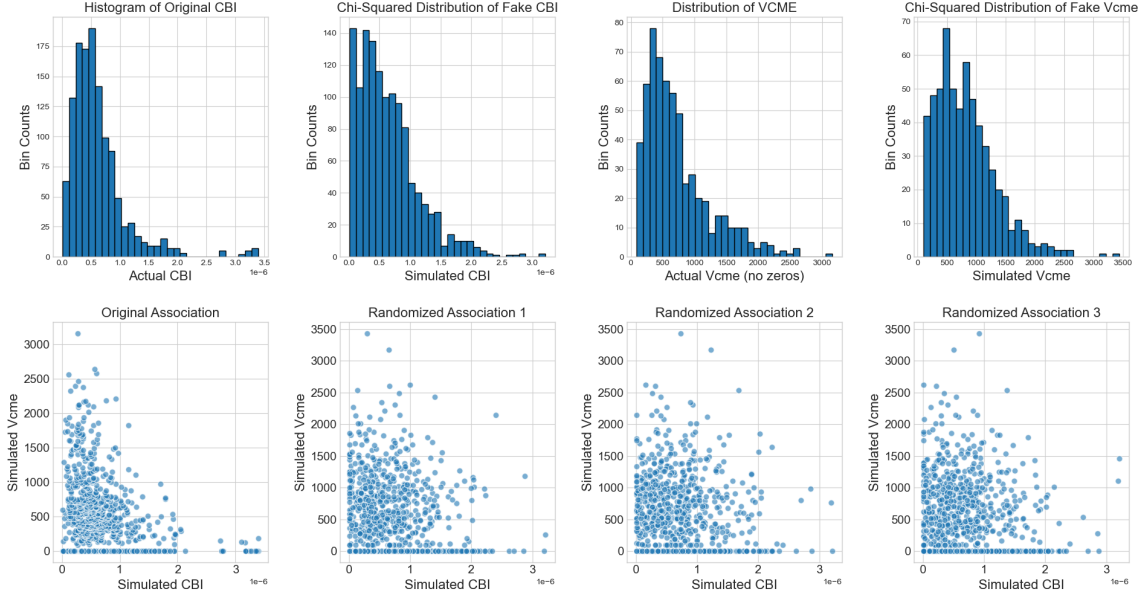 Histogram of Original CBI
Bin Counts
175
150
125
100
75
50
25
0
0.0 0.5 1.0 1.5 2.0 2.5 3.0 3.5
1e−6
Actual CBI
Chi-Squared Distribution of Fake CBI
Bin Counts
140
120
100
80
60
40
20
0
0.0 0.5 1.0 1.5 2.0 2.5 3.0
1e−6
Simulated CBI
Distribution of VCME
Bin Counts
80
70
60
50
40
30
20
10
0
0 500 1000 1500 2000 2500 3000
Actual Vcme (no zeros)
Chi-Squared Distribution of Fake Vcme
Bin Counts
70
60
50
40
30
20
10
0
0 500 1000 1500 2000 2500 3000 3500
Simulated Vcme
Original Association
Simulated Vcme
3000
2500
2000
1500
1000
500
0
0 1 2 3
1e−6
Simulated CBI
Randomized Association 1
Simulated Vcme
3500
3000
2500
2000
1500
1000
500
0
0 1 2 3
1e−6
Simulated CBI
Randomized Association 2
Simulated Vcme
3500
3000
2500
2000
1500
1000
500
0
0 1 2 3
1e−6
Simulated CBI
Randomized Association 3
Simulated Vcme
3500
3000
2500
2000
1500
1000
500
0
0 1 2 3
1e−6
Simulated CBI